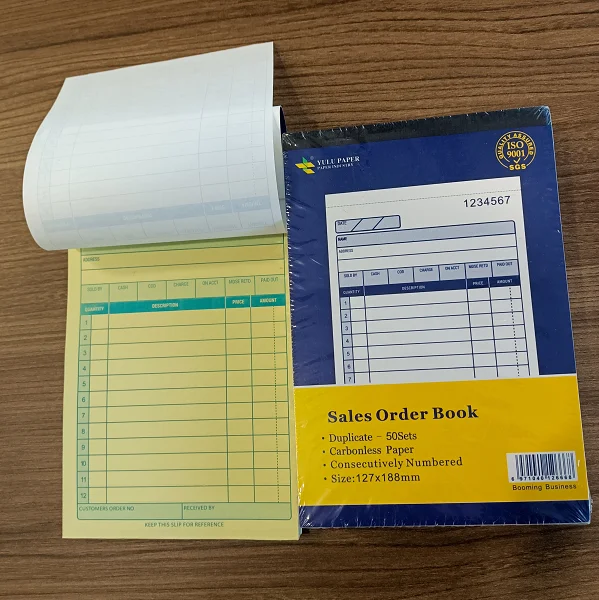 ADDRESS
SOLD BY CASH COD CHARGE ON ACCT MDSE RETD PAID OUT
QUANTITY DESCRIPTION PRICE AMOUNT
1
2
3
4
5
6
7
8
9
10
11
12
CUSTOMERS ORDER NO. RECEIVED BY
KEEP THIS SLIP FOR REFERENCE
YULU PAPER
PAPER INDUSTRY
QUALITY ASSURED
ISO
9001
SGS
1234567
DATE
NAME
ADDRESS
SOLD BY CASH COD CHARGE ON ACCT MDSE RETD PAID OUT
QUANTITY DESCRIPTION PRICE AMOUNT
1
2
3
4
5
6
7
Sales Order Book
· Duplicate - 50Sets
· Carbonless Paper
· Consecutively Numbered
· Size:127x188mm
6 971040 126668
Booming Business